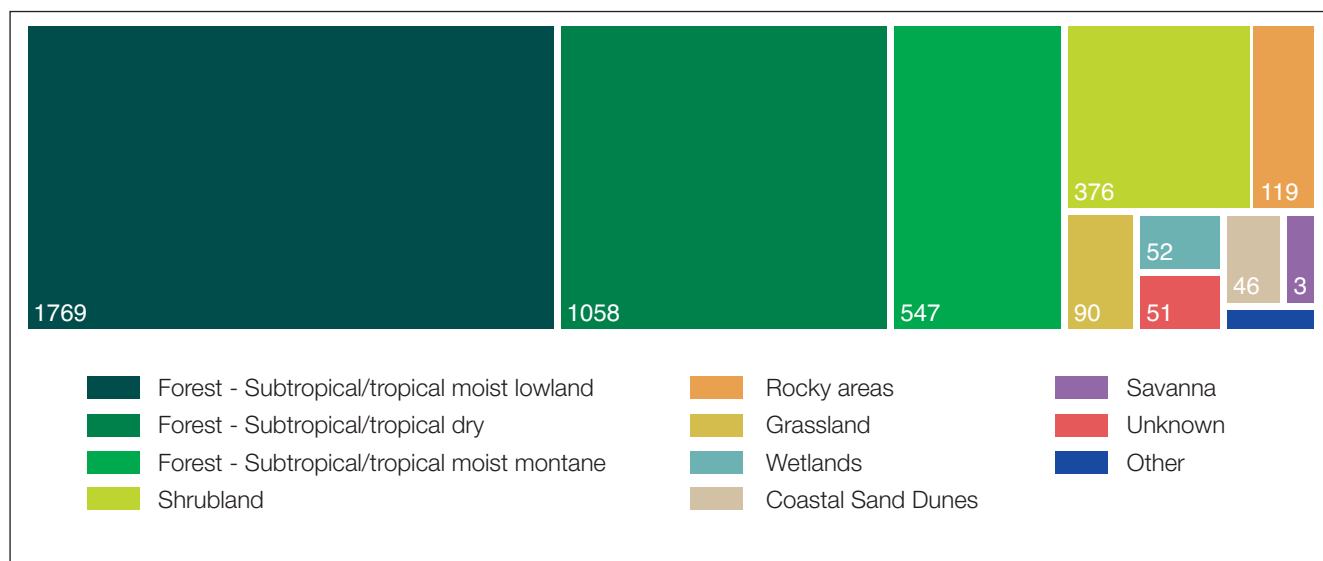 1769
1058
547
376
119
90
52
51
46
3
Forest - Subtropical/tropical moist lowland
Forest - Subtropical/tropical dry
Forest - Subtropical/tropical moist montane
Shrubland
Rocky areas
Grassland
Wetlands
Coastal Sand Dunes
Savanna
Unknown
Other